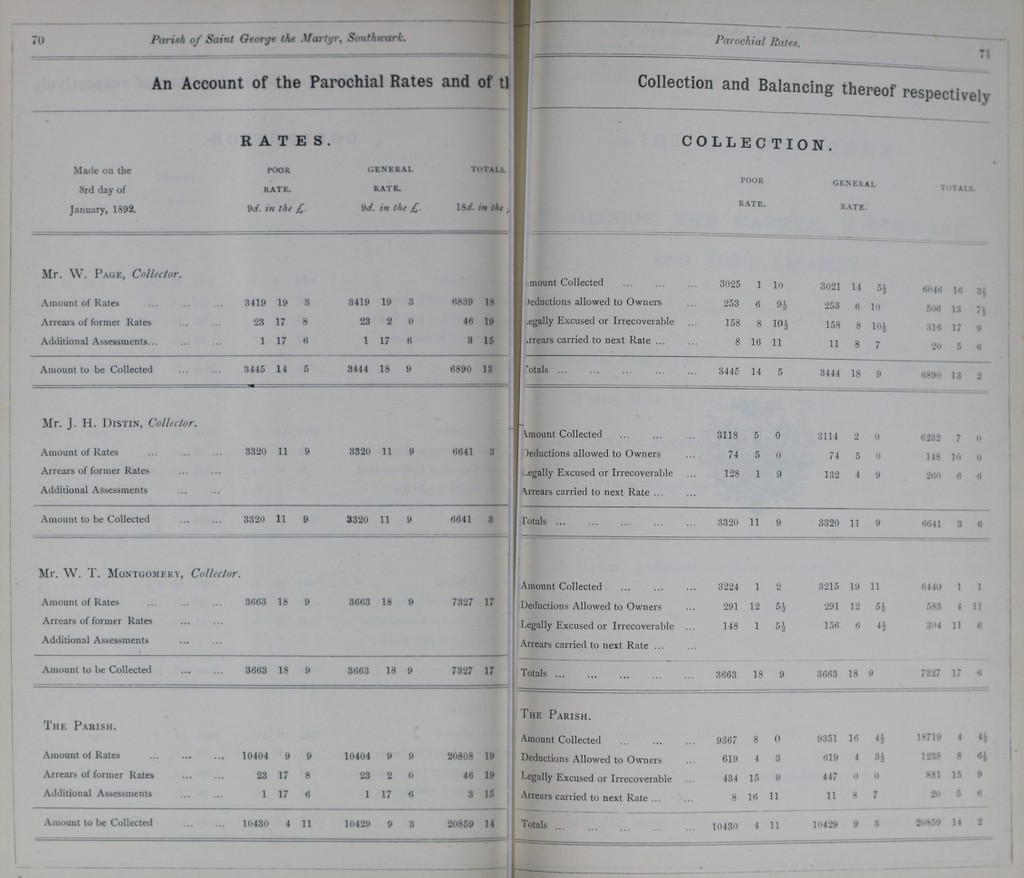 70 Parish of Saint George the Martyr, Southwark.
An Account of the Parochial Rates and of
RATES.
Made on the POOR GENERAL TOTALS.
3rd day of RATE. RATE.
January, 1892. 9d. in the £. 9d. in the £. 18d. in the
Mr. W. PAGE, Collector.
Amount of Rates ... ... ... 3419 19 3 3419 19 3 6839 18
Arrears of former Rates ... ... 23 17 8 23 2 0 46 19
Additional Assessments... ... ... 1 17 6 1 17 6 3 15
Amount to be Collected ... ... 3445 14 5 3444 18 9 6890 13
Mr. J. H. DISTIN, Collector.
Amount of Rates ... ... ... 3320 11 9 3320 11 9 6641 3
Arrears of former Rates ... ...
Additional Assessments ... ...
Amount to be Collected ... ... 3320 11 9 3320 11 9 6641 3
Mr. W. T. MONTGOMERY, Collector.
Amount of Rates ... ... ... 3663 18 9 3663 18 9 7327 17
Arrears of former Rates ... ...
Additional Assessments ... ...
Amount to be Collected ... ... 3663 18 9 3663 18 9 7327 17
THE PARISH.
Amount of Rates ... ... ... 10404 9 9 10404 9 9 20808 19
Arrears of former Rates ... ... 23 17 8 23 2 0 46 19
Additional Assessments ... ... 1 17 6 1 17 6 3 15
Amount to be Collected ... ... 10430 4 11 10429 9 3 20859 14
Parochial Rates. 71
Collection and Balancing thereof respectively
COLLECTION.
POOR GENERAL TOTALS.
RATE. RATE.
mount Collected ... ... ... 3025 1 10 3021 14 5½ 6046 16 3½
eductions allowed to Owners ... 253 6 9½ 253 6 10 506 13 7½
egally Excused or Irrecoverable ... 158 8 10½ 158 8 10½ 316 17 9
rrears carried to next Rate ... ... 8 16 11 11 8 7 20 5 6
otals ... ... ... ... ... 3445 14 5 3444 18 9 6890 13 2
Amount Collected ... ... ... 3118 5 0 3114 2 0 6232 7 0
Deductions allowed to Owners ... 74 5 0 74 5 0 148 10 0
Legally Excused or Irrecoverable ... 128 1 9 132 4 9 260 6 6
Arrears carried to next Rate ... ...
Totals ... ... ... ... ... 3320 11 9 3320 11 9 6641 3 6
Amount Collected ... ... ... 3224 1 2 3215 19 11 6440 1 1
Deductions Allowed to Owners ... 291 12 5½ 291 12 5½ 583 4 11
Legally Excused or Irrecoverable ... 148 1 5½ 156 6 4½ 304 11 6
Arrears carried to next Rate ... ...
Totals ... ... ... ... ... 3663 18 9 3663 18 9 7327 17 6
THE PARISH.
Amount Collected ... ... ... 9367 8 0 9351 16 4½ 18719 4 4½
Deductions Allowed to Owners ... 619 4 3 619 4 3½ 1238 8 6½
Legally Excused or Irrecoverable ... 434 15 9 447 0 0 881 15 9
Arrears carried to next Rate ... ... 8 16 11 11 8 7 20 5 6
Totals ... ... ... ... ... 10430 4 11 10429 9 3 20859 14 2